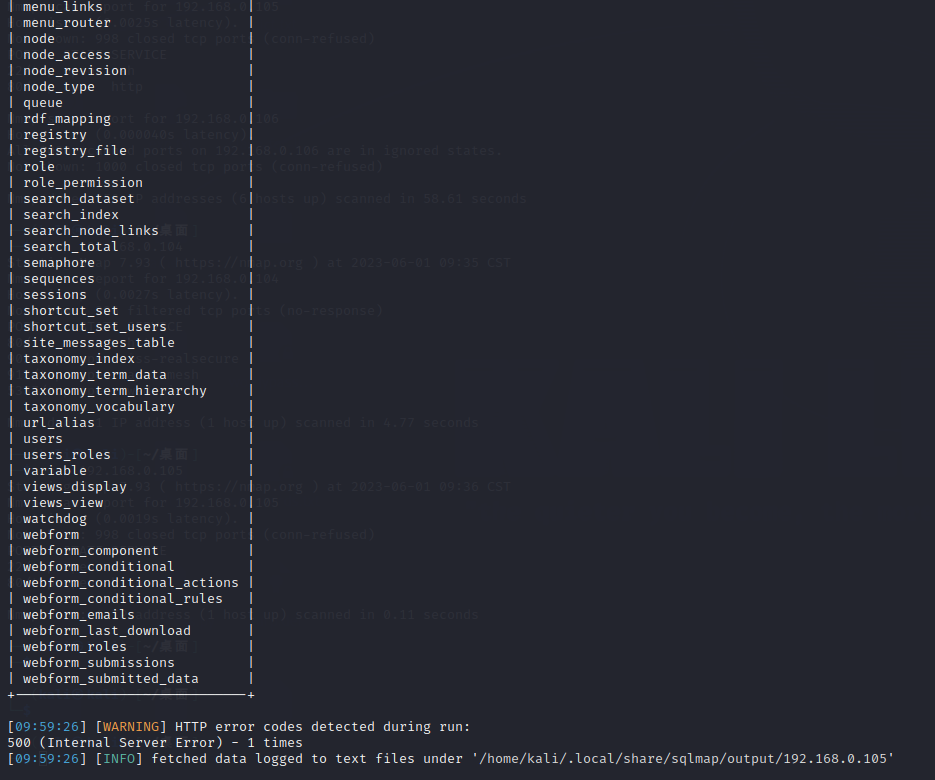 | menu_links |
| menu_router |
| node |
| node_access |
| node_revision |
| node_type |
| queue |
| rdf_mapping |
| registry |
| registry_file |
| role |
| role_permission |
| search_dataset |
| search_index |
| search_node_links |
| search_total |
| semaphore |
| sequences |
| sessions |
| shortcut_set |
| shortcut_set_users |
| site_messages_table |
| taxonomy_index |
| taxonomy_term_data |
| taxonomy_term_hierarchy |
| taxonomy_vocabulary |
| url_alias |
| users |
| users_roles |
| variable |
| views_display |
| views_view |
| watchdog |
| webform |
| webform_component |
| webform_conditional |
| webform_conditional_actions |
| webform_conditional_rules |
| webform_emails |
| webform_last_download |
| webform_roles |
| webform_submissions |
| webform_submitted_data |
+-----------------------------+
[09:59:26] [WARNING] HTTP error codes detected during run:
500 (Internal Server Error) - 1 times
[09:59:26] [INFO] fetched data logged to text files under '/home/kali/.local/share/sqlmap/output/192.168.0.105'